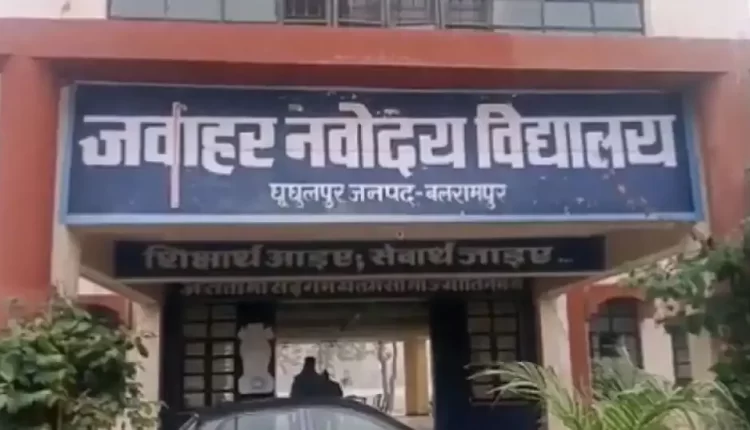 जवाहर नवोदय विद्यालय
घूघुलपुर जनपद-बलरामपुर
शिक्षार्थ आइए, सेवार्थ जाइए